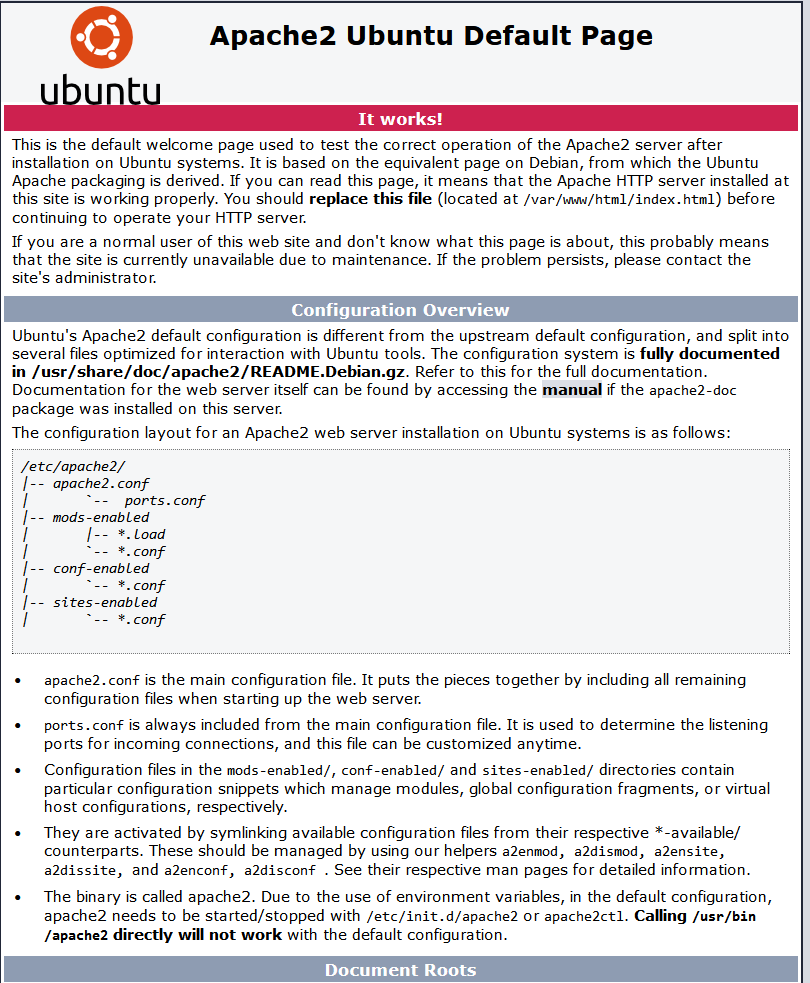 Apache2 Ubuntu Default Page
ubuntu
It works!
This is the default welcome page used to test the correct operation of the Apache2 server after
installation on Ubuntu systems. It is based on the equivalent page on Debian, from which the Ubuntu
Apache packaging is derived. If you can read this page, it means that the Apache HTTP server installed at
this site is working properly. You should replace this file (located at /var/www/html/index.html) before
continuing to operate your HTTP server.
If you are a normal user of this web site and don't know what this page is about, this probably means
that the site is currently unavailable due to maintenance. If the problem persists, please contact the
site's administrator.
Configuration Overview
Ubuntu's Apache2 default configuration is different from the upstream default configuration, and split into
several files optimized for interaction with Ubuntu tools. The configuration system is fully documented
in /usr/share/doc/apache2/README.Debian.gz. Refer to this for the full documentation.
Documentation for the web server itself can be found by accessing the manual if the apache2-doc
package was installed on this server.
The configuration layout for an Apache2 web server installation on Ubuntu systems is as follows:
/etc/apache2/
|-- apache2.conf
|       `--  ports.conf
|-- mods-enabled
|       |-- *.load
|       `-- *.conf
|-- conf-enabled
|       `-- *.conf
|-- sites-enabled
|       `-- *.conf
• apache2.conf is the main configuration file. It puts the pieces together by including all remaining
configuration files when starting up the web server.
• ports.conf is always included from the main configuration file. It is used to determine the listening
ports for incoming connections, and this file can be customized anytime.
• Configuration files in the mods-enabled/, conf-enabled/ and sites-enabled/ directories contain
particular configuration snippets which manage modules, global configuration fragments, or virtual
host configurations, respectively.
• They are activated by symlinking available configuration files from their respective *-available/
counterparts. These should be managed by using our helpers a2enmod, a2dismod, a2ensite,
a2dissite, and a2enconf, a2disconf . See their respective man pages for detailed information.
• The binary is called apache2. Due to the use of environment variables, in the default configuration,
apache2 needs to be started/stopped with /etc/init.d/apache2 or apache2ctl. Calling /usr/bin
/apache2 directly will not work with the default configuration.
Document Roots